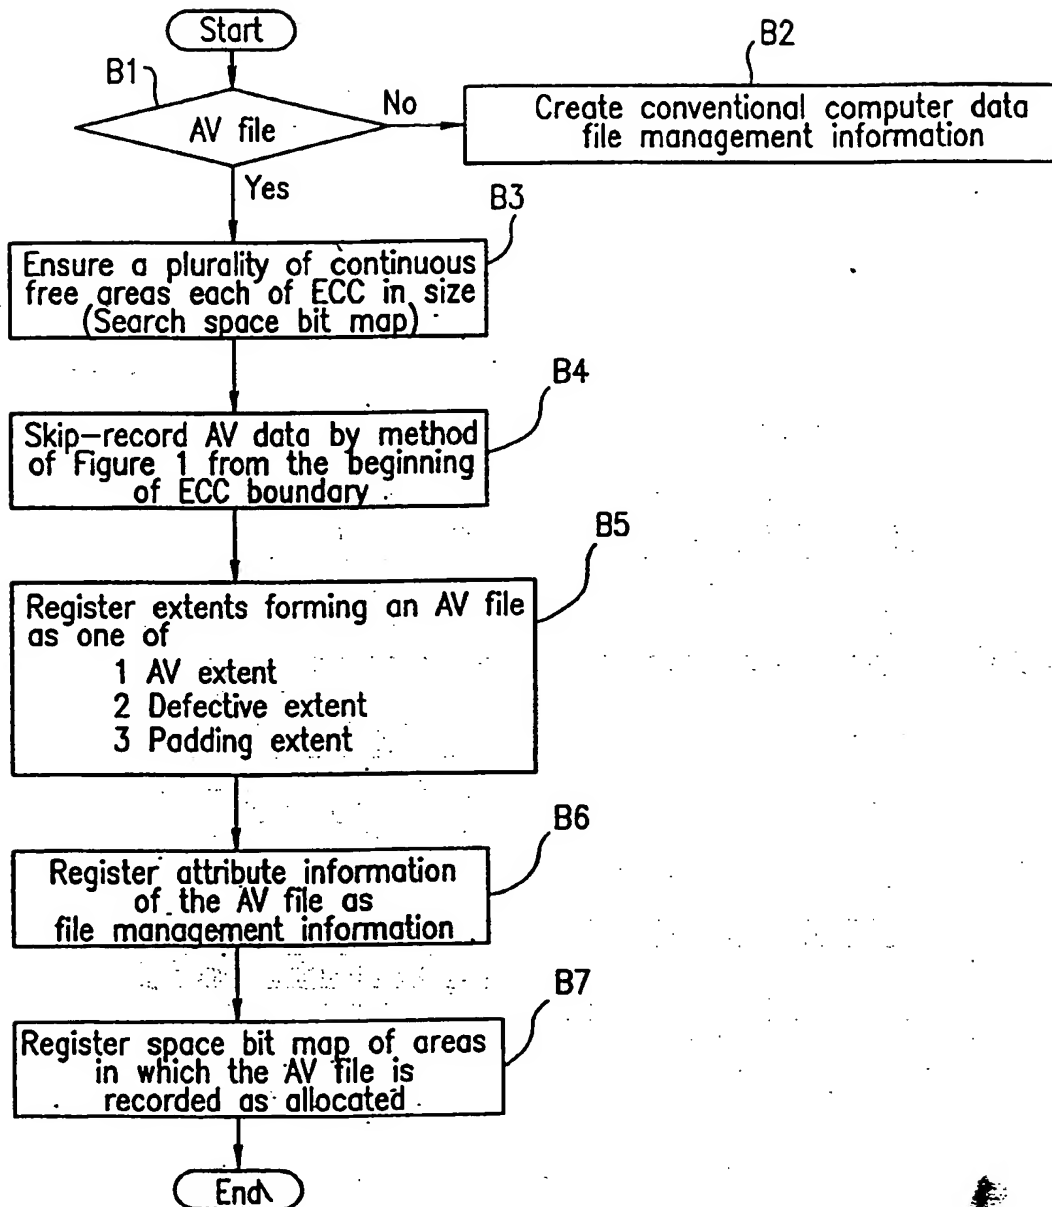 Start
B1
B2
AV file
No
Create conventional computer data
file management information
Yes
B3
Ensure a plurality of continuous
free areas each of ECC in size
(Search space bit map)
B4
Skip-record AV data by method
of Figure 1 from the beginning
of ECC boundary
B5
Register extents forming an AV file
as one of
1 AV extent
2 Defective extent
3 Padding extent
B6
Register attribute information
of the AV file as
file management information
B7
Register space bit map of areas
in which the AV file is
recorded as allocated
End